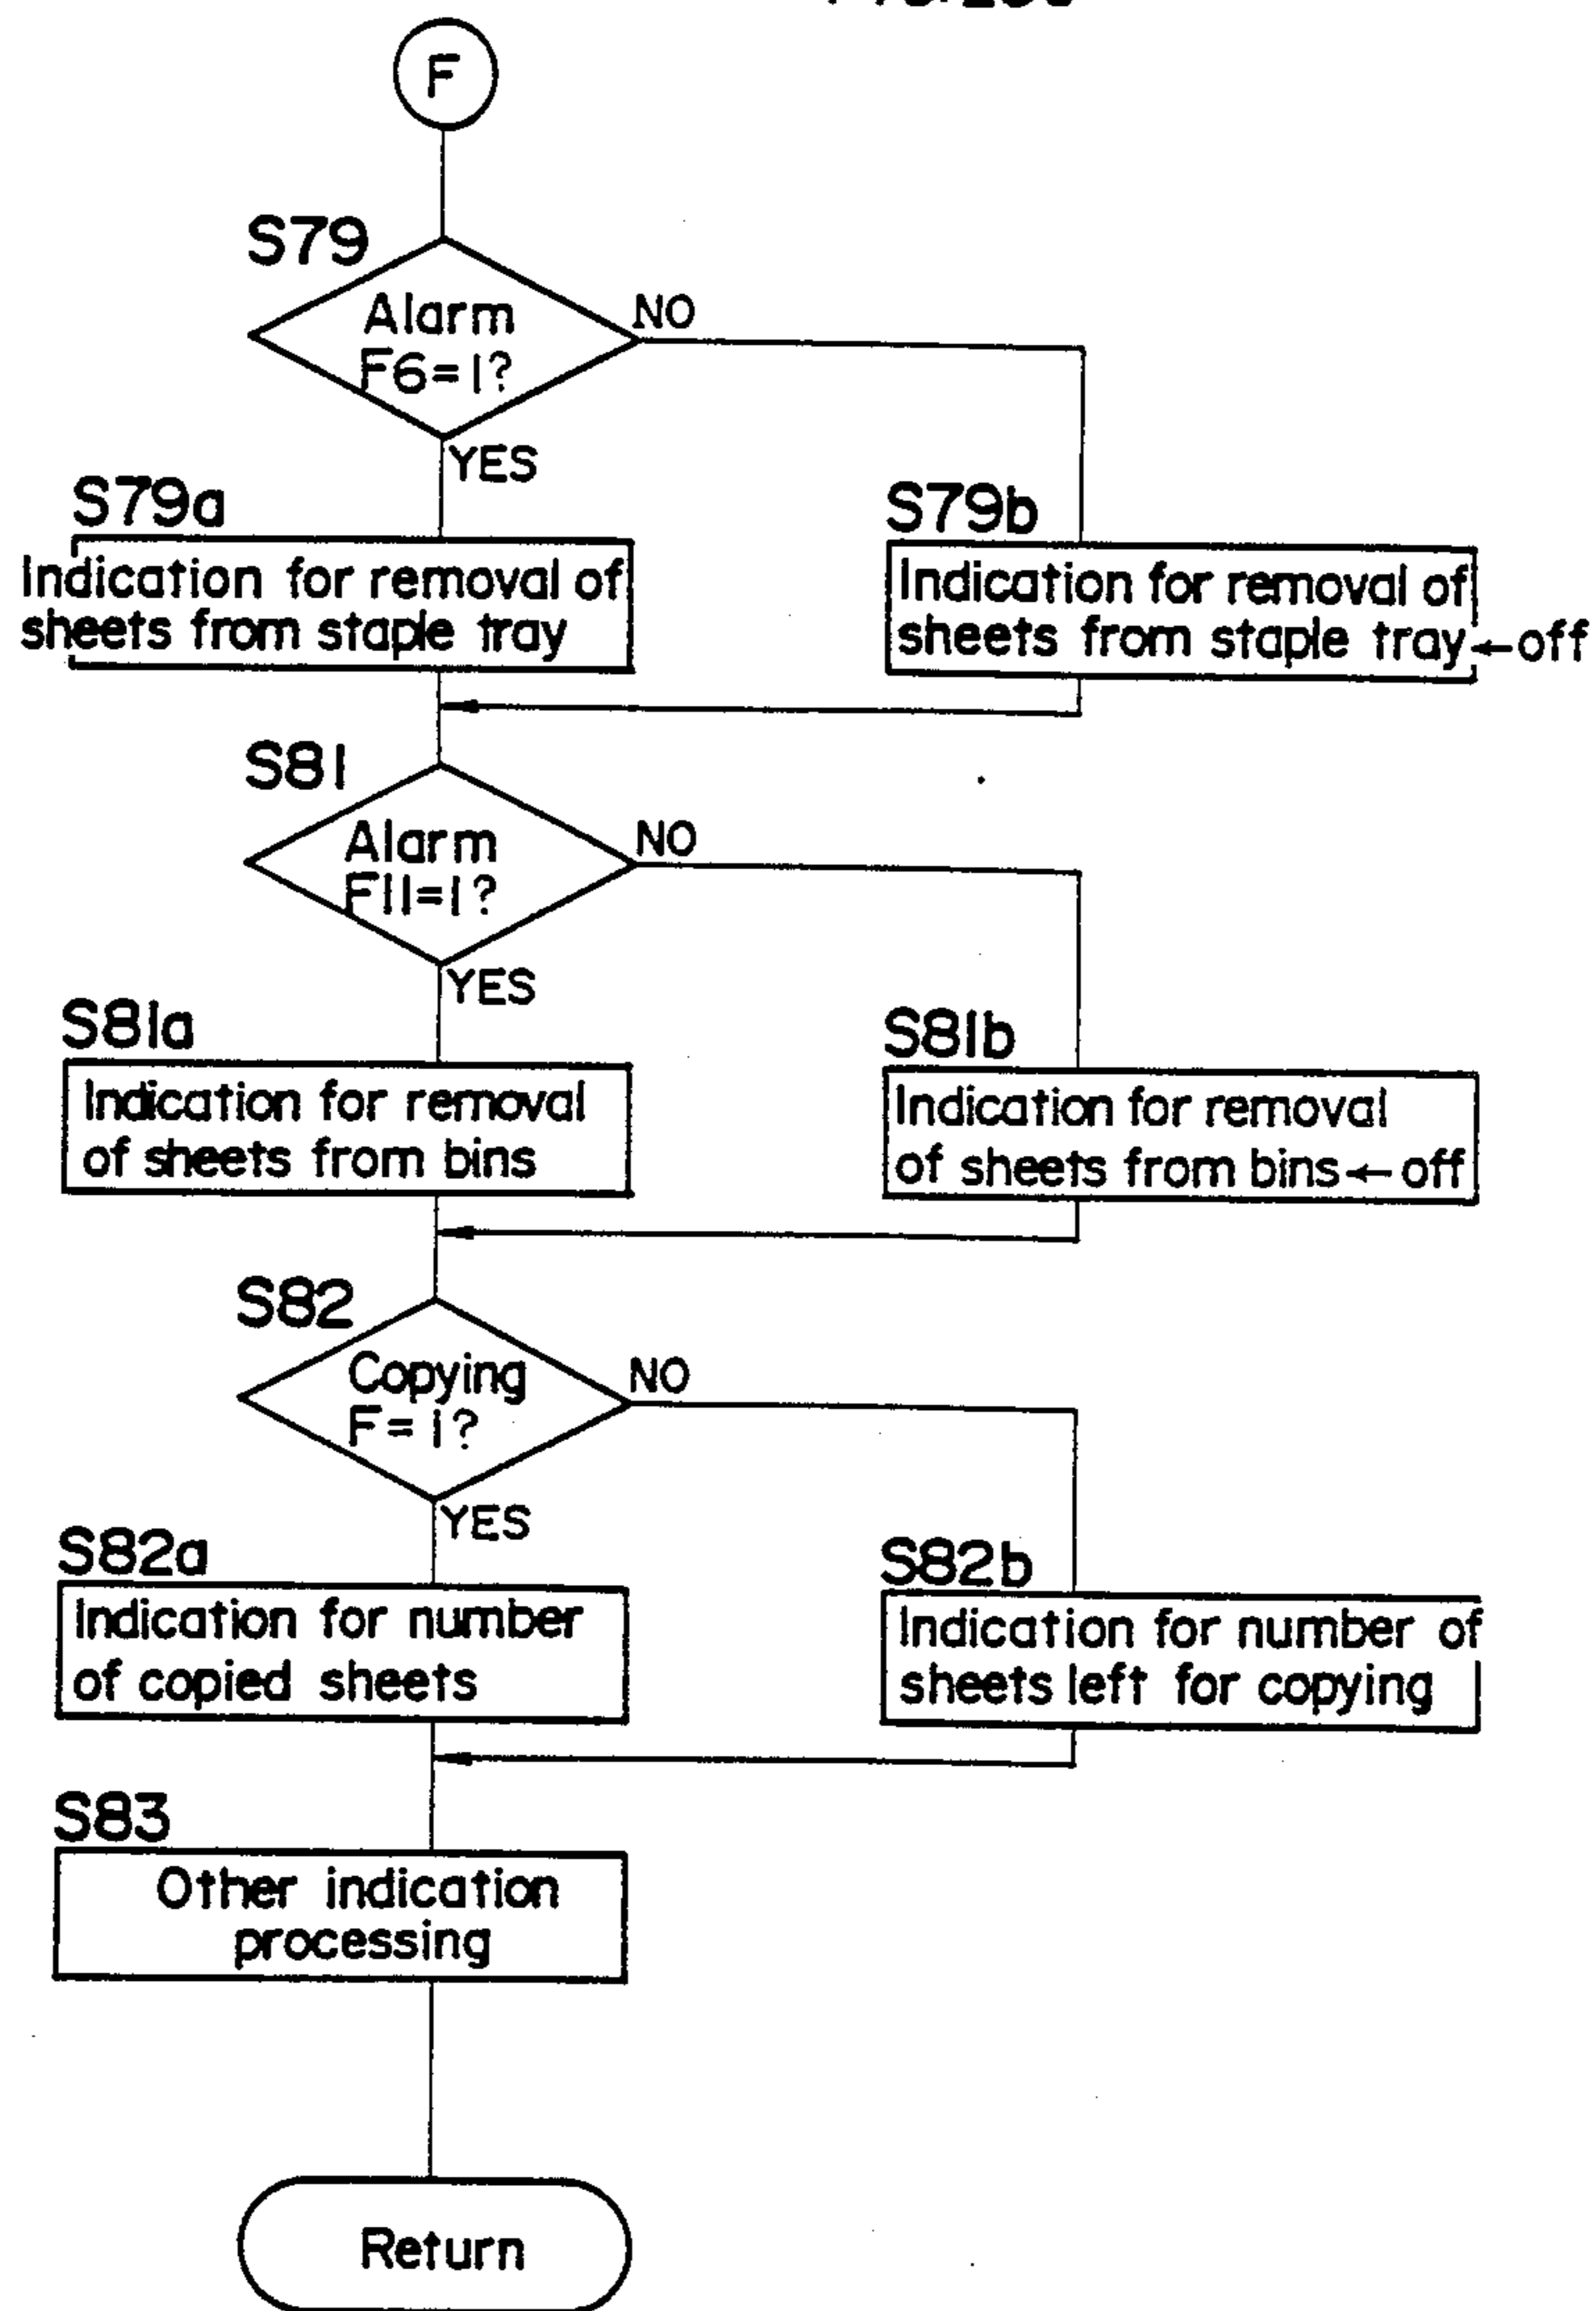 F
S79
Alarm
F6=1?
NO
YES
S79a
Indication for removal of
sheets from staple tray
S79b
Indication for removal of
sheets from staple tray←off
S81
Alarm
F11=1?
NO
YES
S81a
Indication for removal
of sheets from bins
S81b
Indication for removal
of sheets from bins←off
S82
Copying
F=1?
NO
YES
S82a
Indication for number
of copied sheets
S82b
Indication for number of
sheets left for copying
S83
Other indication
processing
Return